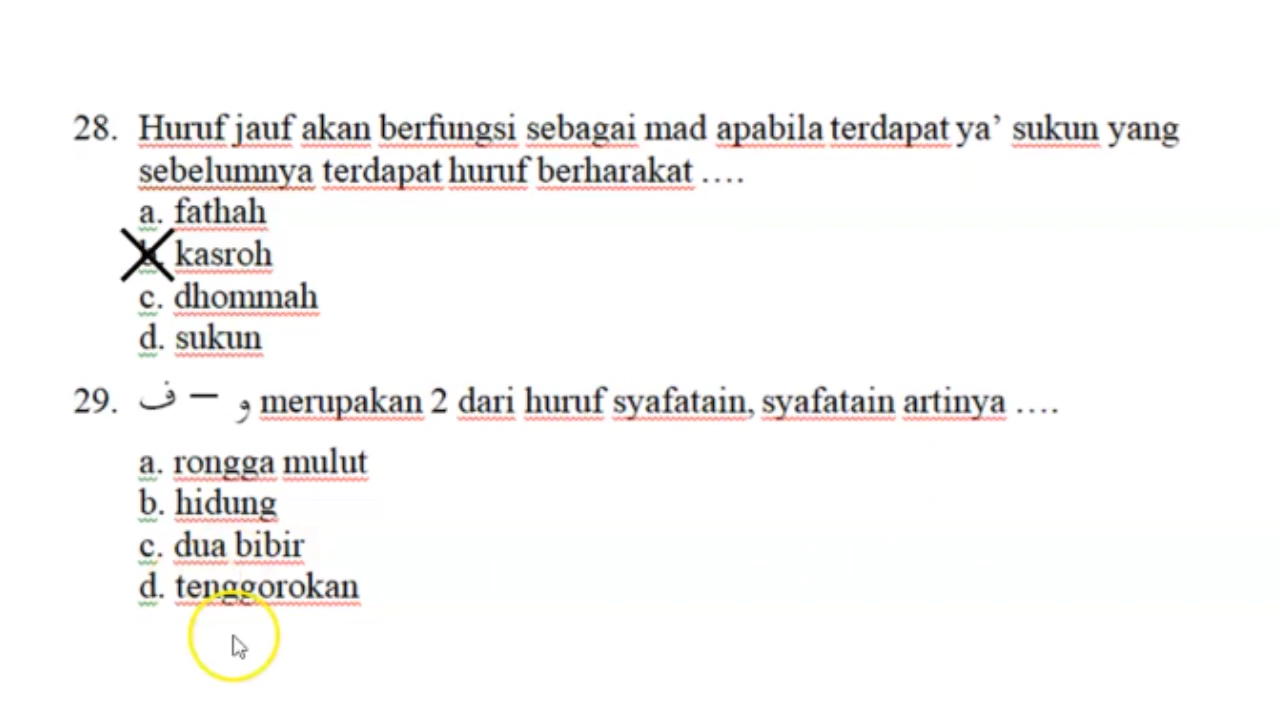 28. Huruf jauf akan berfungsi sebagai mad apabila terdapat ya’ sukun yang
sebelumnya terdapat huruf berharakat ….
a. fathah
b. kasroh
c. dhommah
d. sukun
29. ف – و merupakan 2 dari huruf syafatain, syafatain artinya ….
a. rongga mulut
b. hidung
c. dua bibir
d. tenggorokan